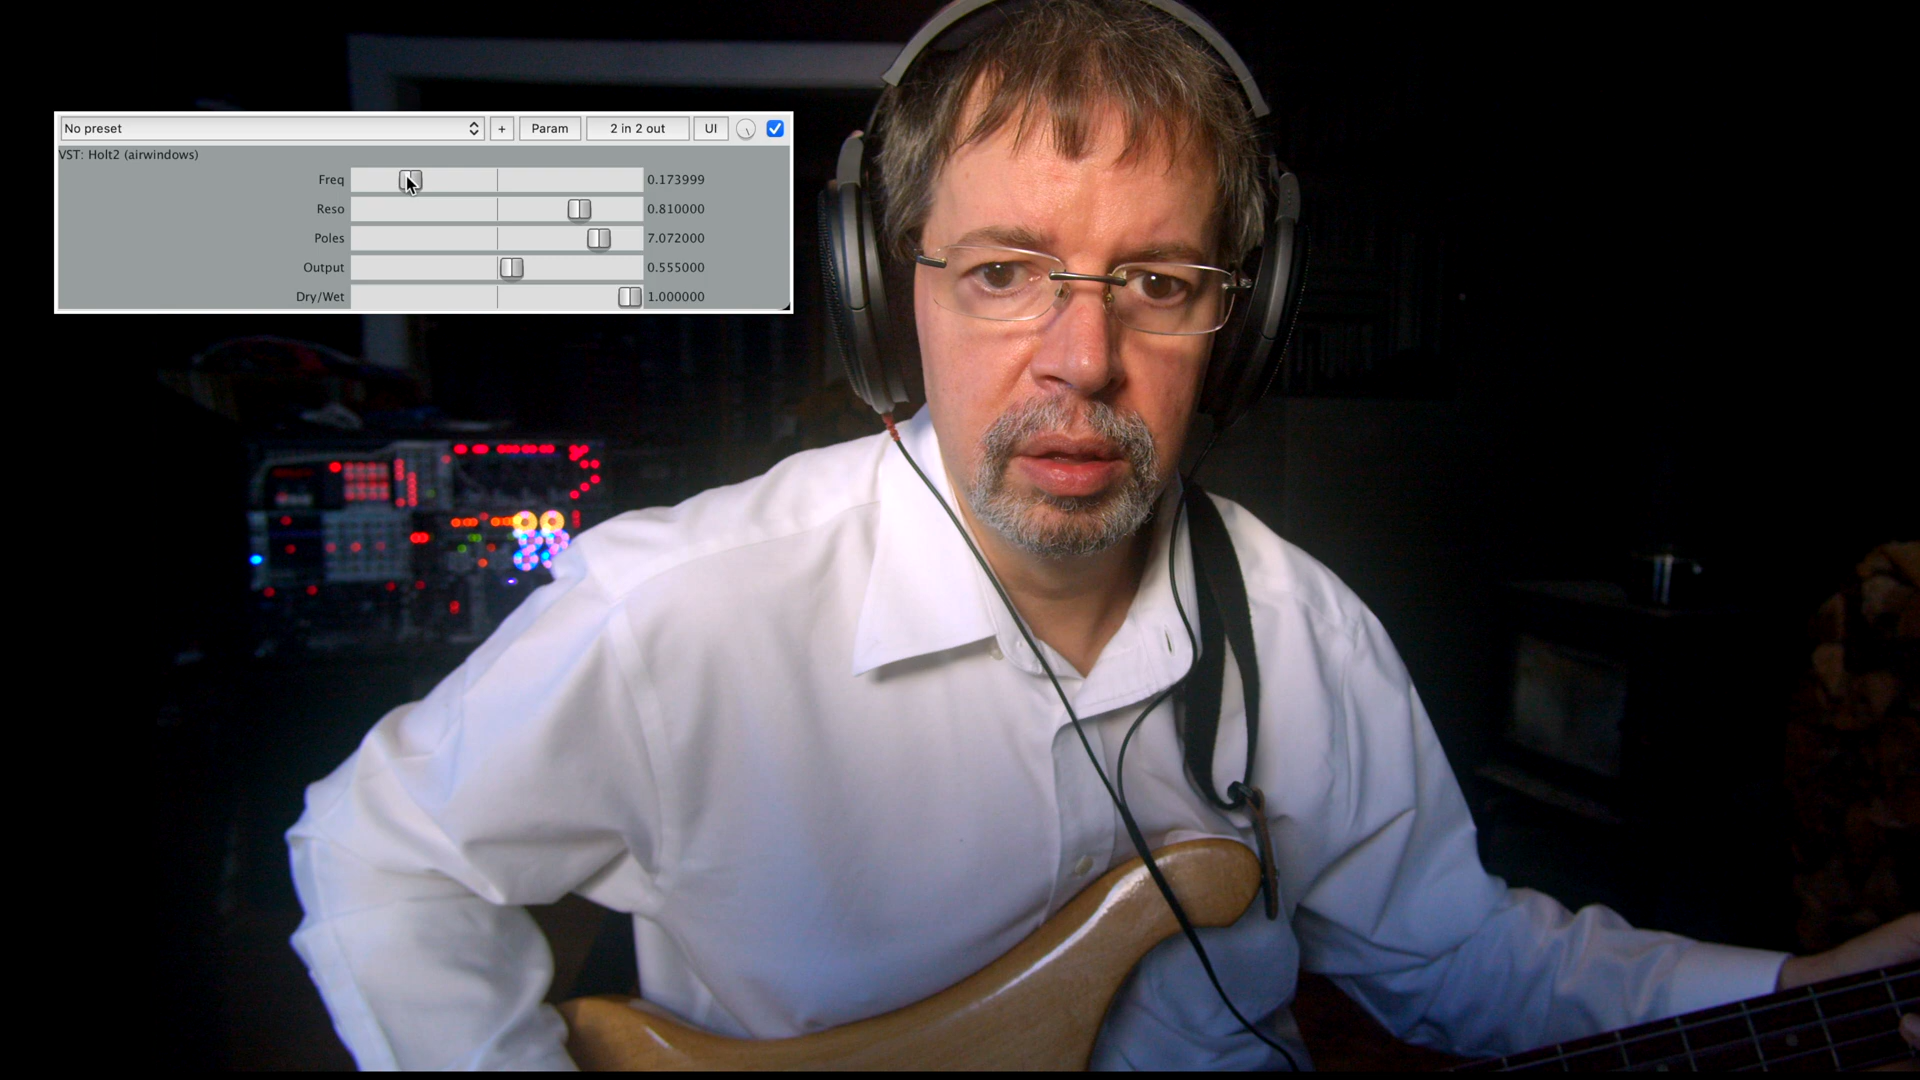 No preset + Param 2 in 2 out UI
VST: Holt2 (airwindows)
Freq 0.173999
Reso 0.810000
Poles 7.072000
Output 0.555000
Dry/Wet 1.000000